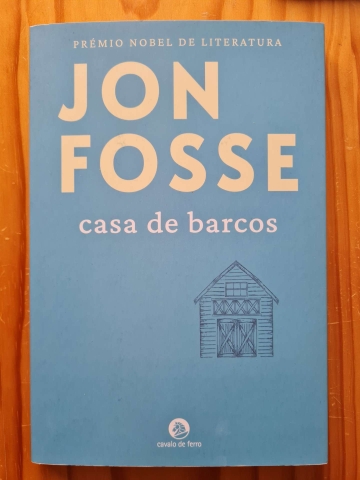 PRÉMIO NOBEL DE LITERATURA
JON
FOSSE
casa de barcos
cavalo de ferro